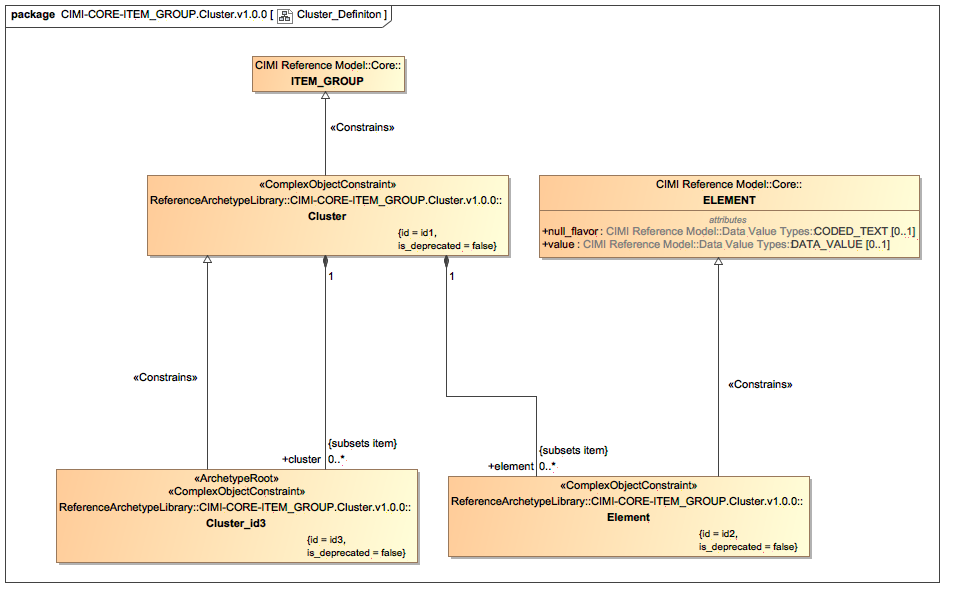 package CIMI-CORE-ITEM_GROUP.Cluster.v1.0.0 [ Cluster_Definiton ]
CIMI Reference Model::Core::
ITEM_GROUP
«Constrains»
«ComplexObjectConstraint»
ReferenceArchetypeLibrary::CIMI-CORE-ITEM_GROUP.Cluster.v1.0.0::
Cluster
{id = id1,
is_deprecated = false}
CIMI Reference Model::Core::
ELEMENT
attributes
+null_flavor : CIMI Reference Model::Data Value Types::CODED_TEXT [0..1]
+value : CIMI Reference Model::Data Value Types::DATA_VALUE [0..1]
1
1
«Constrains»
«Constrains»
{subsets item}
+cluster 0..*
{subsets item}
+element 0..*
«ArchetypeRoot»
«ComplexObjectConstraint»
ReferenceArchetypeLibrary::CIMI-CORE-ITEM_GROUP.Cluster.v1.0.0::
Cluster_id3
{id = id3,
is_deprecated = false}
«ComplexObjectConstraint»
ReferenceArchetypeLibrary::CIMI-CORE-ITEM_GROUP.Cluster.v1.0.0::
Element
{id = id2,
is_deprecated = false}